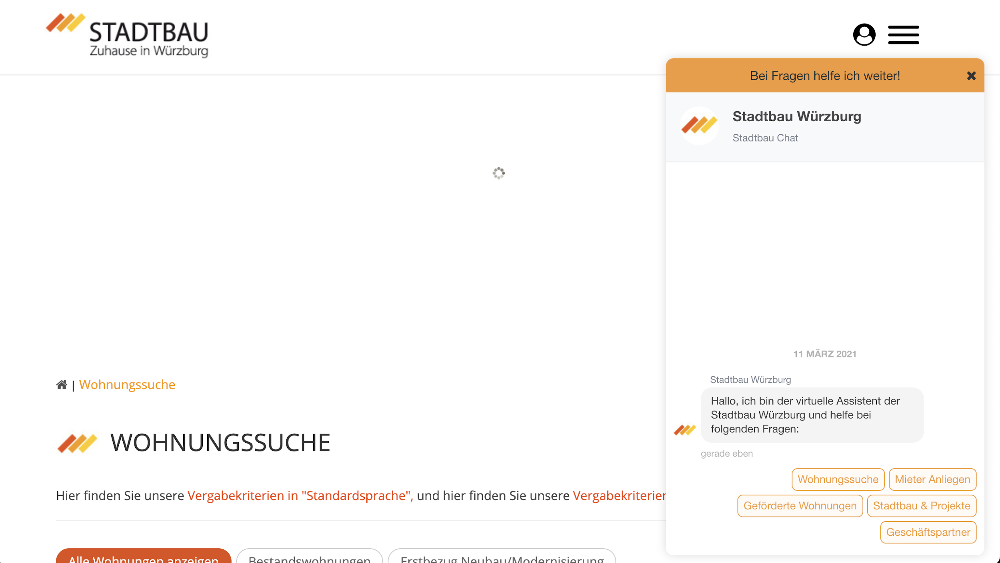 STADTBAU
Zuhause in Würzburg
| Wohnungssuche
WOHNUNGSSUCHE
Hier finden Sie unsere Vergabekriterien in "Standardsprache", und hier finden Sie unsere Vergabekriterien
Alle Wohnungen anzeigen
Bestandswohnungen
Erstbezug Neubau/Modernisierung
Bei Fragen helfe ich weiter!
Stadtbau Würzburg
Stadtbau Chat
11 MÄRZ 2021
Stadtbau Würzburg
Hallo, ich bin der virtuelle Assistent der
Stadtbau Würzburg und helfe bei
folgenden Fragen:
gerade eben
Wohnungssuche
Mieter Anliegen
Geförderte Wohnungen
Stadtbau & Projekte
Geschäftspartner